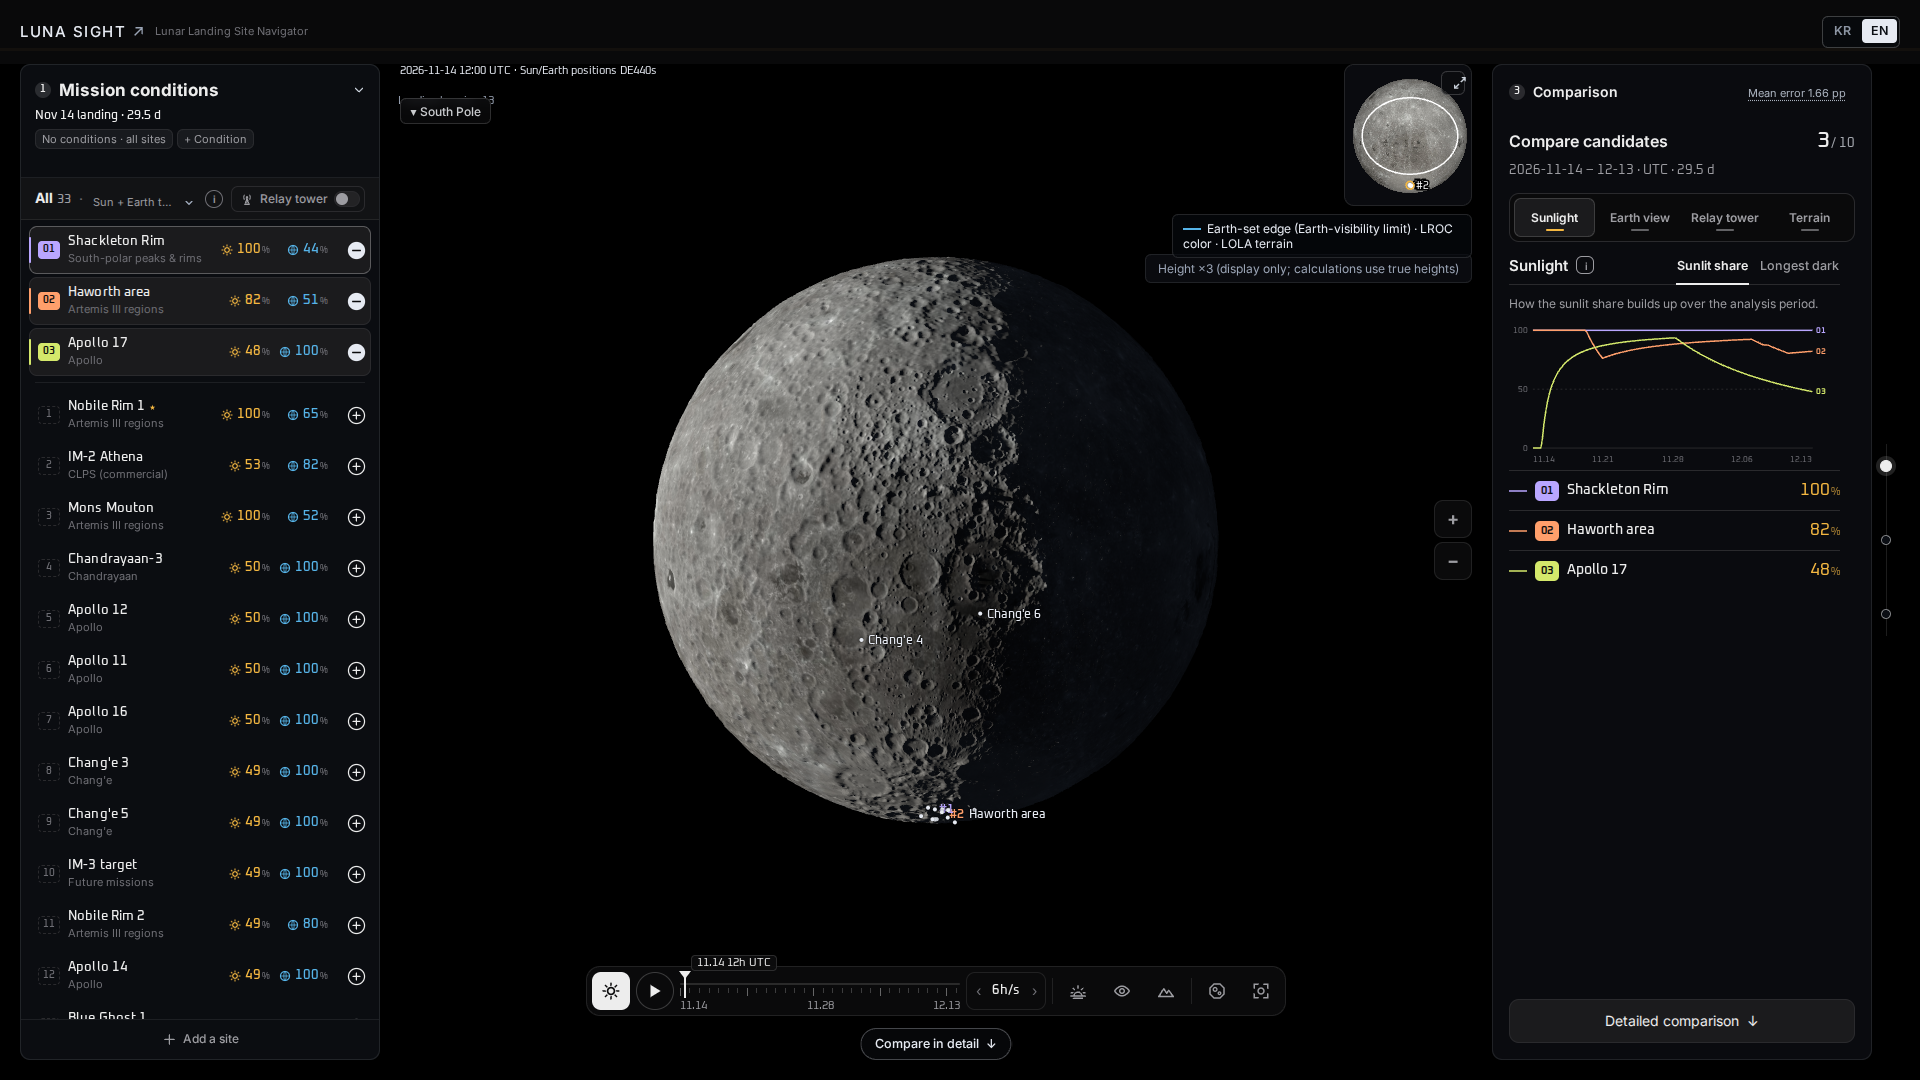 LUNA SIGHT ↗ Lunar Landing Site Navigator
KR EN
1 Mission conditions
Nov 14 landing · 29.5 d
No conditions · all sites + Condition
All 33 · Sun + Earth t... i Relay tower
01 Shackleton Rim 100% 44%
South-polar peaks & rims
02 Haworth area 82% 51%
Artemis III regions
03 Apollo 17 48% 100%
Apollo
1 Nobile Rim 1 ★ 100% 65%
Artemis III regions
2 IM-2 Athena 53% 82%
CLPS (commercial)
3 Mons Mouton 100% 52%
Artemis III regions
4 Chandrayaan-3 50% 100%
Chandrayaan
5 Apollo 12 50% 100%
Apollo
6 Apollo 11 50% 100%
Apollo
7 Apollo 16 50% 100%
Apollo
8 Chang'e 3 49% 100%
Chang'e
9 Chang'e 5 49% 100%
Chang'e
10 IM-3 target 49% 100%
Future missions
11 Nobile Rim 2 49% 80%
Artemis III regions
12 Apollo 14 49% 100%
Apollo
Blue Ghost 1
+ Add a site
2026-11-14 12:00 UTC · Sun/Earth positions DE440s
▾ South Pole
#2
Earth-set edge (Earth-visibility limit) · LROC
color · LOLA terrain
Height ×3 (display only; calculations use true heights)
+
−
Chang'e 6
Chang'e 4
#2 Haworth area
11.14 12h UTC
11.14 11.28 12.13
‹ 6h/s ›
Compare in detail ↓
3 Comparison Mean error 1.66 pp
Compare candidates 3 / 10
2026-11-14 – 12-13 · UTC · 29.5 d
Sunlight Earth view Relay tower Terrain
Sunlight i Sunlit share Longest dark
How the sunlit share builds up over the analysis period.
100 01
02
50 03
0
11.14 11.21 11.28 12.06 12.13
01 Shackleton Rim 100%
02 Haworth area 82%
03 Apollo 17 48%
Detailed comparison ↓